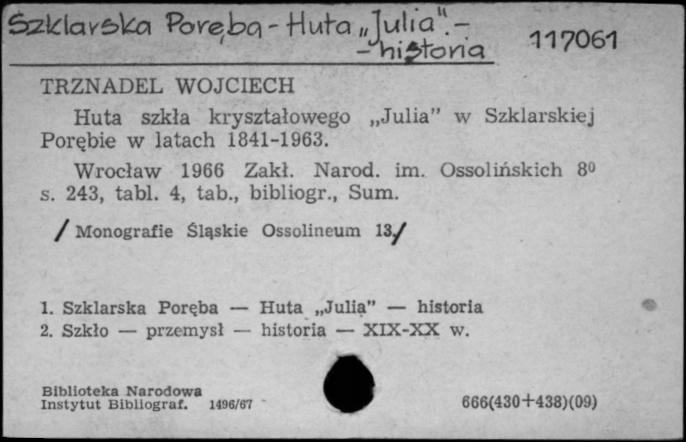 Szklarska Poręba - Huta „Julia". -
- historia
117061
TRZNADEL WOJCIECH
Huta szkła kryształowego „Julia" w Szklarskiej
Porębie w latach 1841-1963.
Wrocław 1966 Zakł. Narod. im. Ossolińskich 8⁰
s. 243, tabl. 4, tab., bibliogr., Sum.
/ Monografie Śląskie Ossolineum 13/
1. Szklarska Poręba — Huta „Julia" — historia
2. Szkło — przemysł — historia — XIX-XX w.
Biblioteka Narodowa
Instytut Bibliograf. 1496/67
666(430+438)(09)